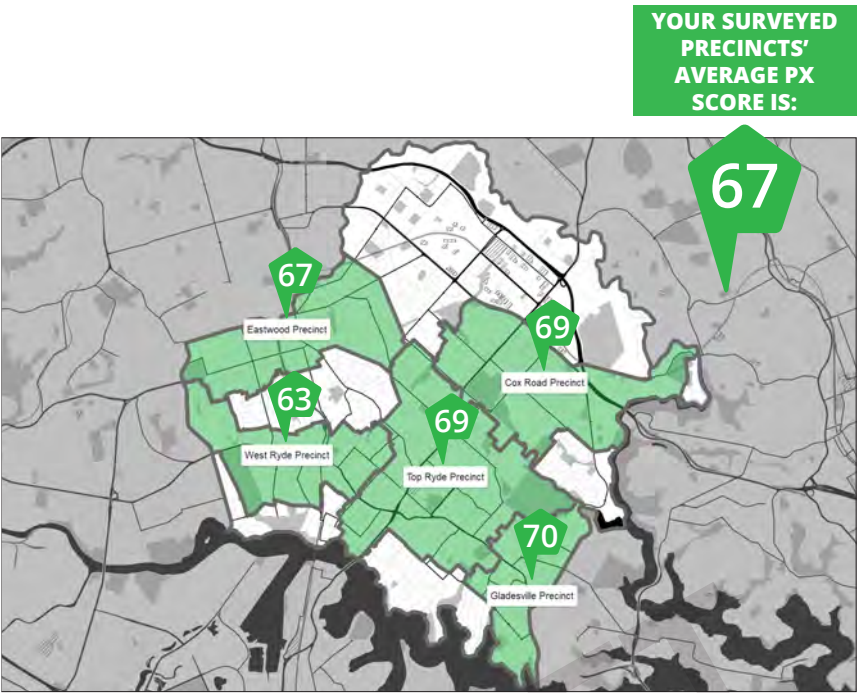 YOUR SURVEYED
PRECINCTS'
AVERAGE PX
SCORE IS:
67
67
Eastwood Precinct
69
Cox Road Precinct
63
West Ryde Precinct
69
Top Ryde Precinct
70
Gladesville Precinct